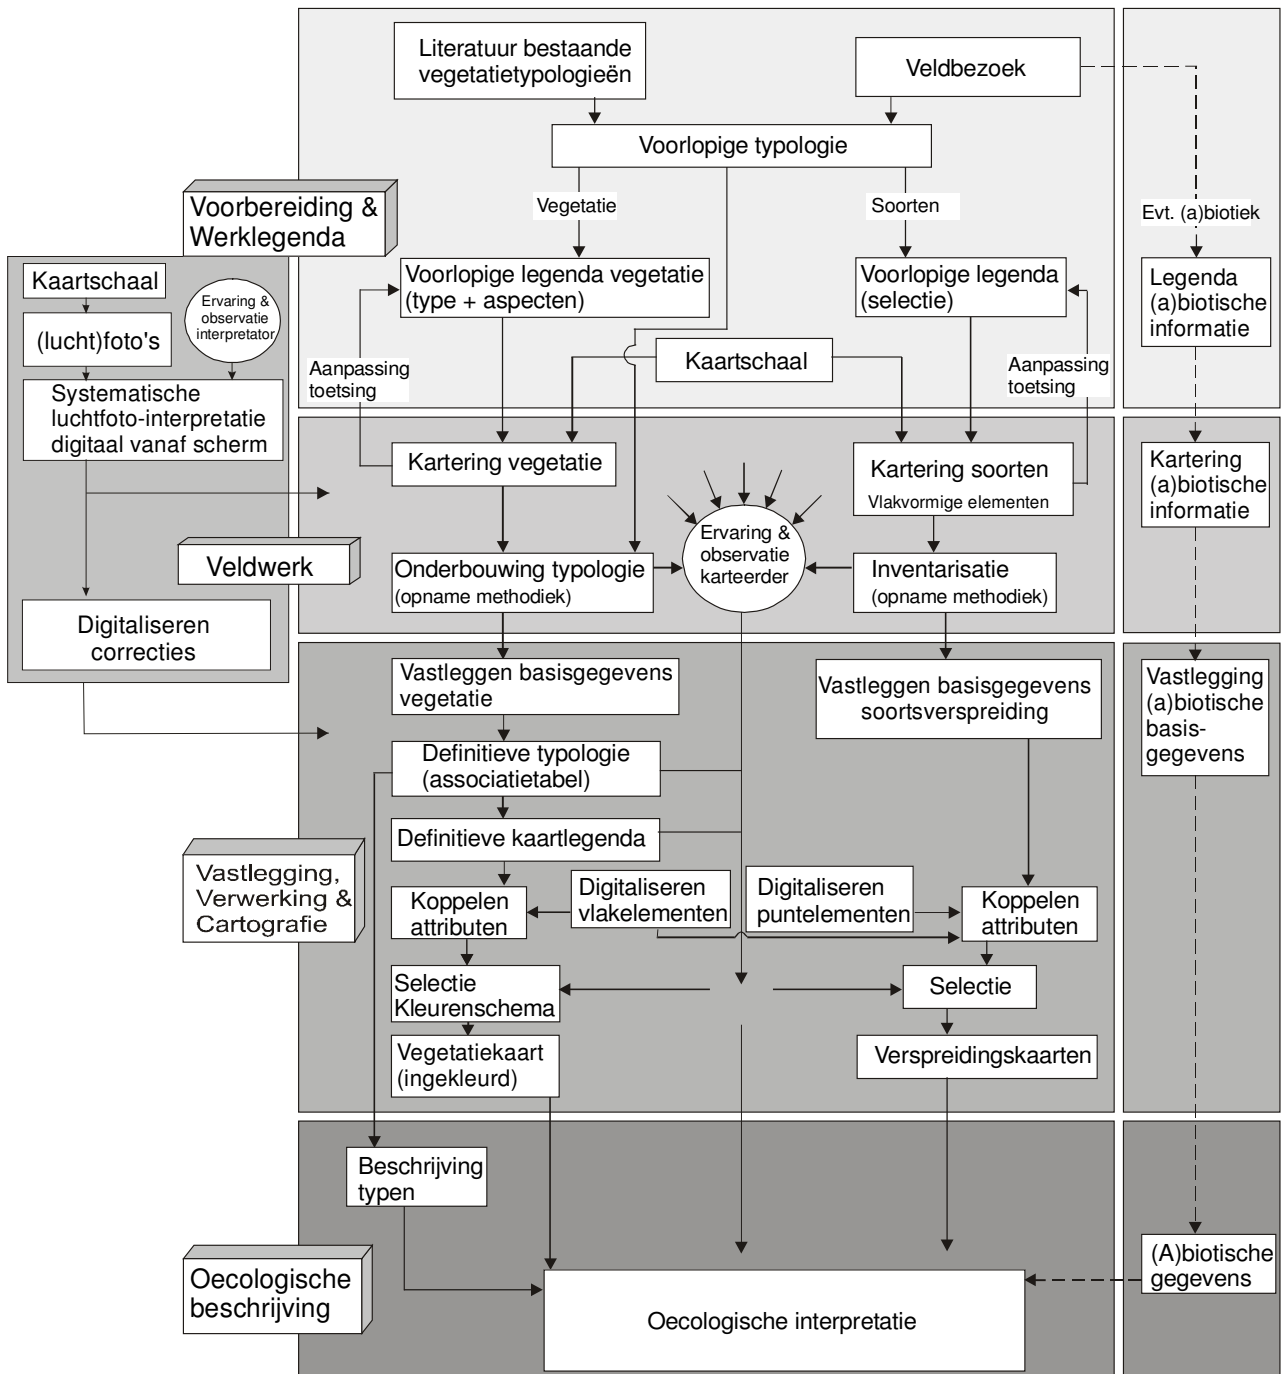 Literatuur bestaande
vegetatietypologieën
Veldbezoek
Voorlopige typologie
Voorbereiding &
Werklegenda
Vegetatie
Soorten
Evt. (a)biotiek
Kaartschaal
(lucht)foto's
Ervaring &
observatie
interpretator
Systematische
luchtfoto-interpretatie
digitaal vanaf scherm
Voorlopige legenda vegetatie
(type + aspecten)
Voorlopige legenda
(selectie)
Legenda
(a)biotische
informatie
Kaartschaal
Aanpassing
toetsing
Aanpassing
toetsing
Kartering vegetatie
Kartering soorten
Vlakvormige elementen
Kartering
(a)biotische
informatie
Veldwerk
Ervaring &
observatie
karteerder
Onderbouwing typologie
(opname methodiek)
Inventarisatie
(opname methodiek)
Digitaliseren
correcties
Vastleggen basisgegevens
vegetatie
Vastleggen basisgegevens
soortsverspreiding
Vastlegging
(a)biotische
basis-
gegevens
Definitieve typologie
(associatietabel)
Definitieve kaartlegenda
Vastlegging,
Verwerking &
Cartografie
Koppelen
attributen
Digitaliseren
vlakelementen
Digitaliseren
puntelementen
Koppelen
attributen
Selectie
Kleurenschema
Selectie
Vegetatiekaart
(ingekleurd)
Verspreidingskaarten
Beschrijving
typen
Oecologische
beschrijving
(A)biotische
gegevens
Oecologische interpretatie